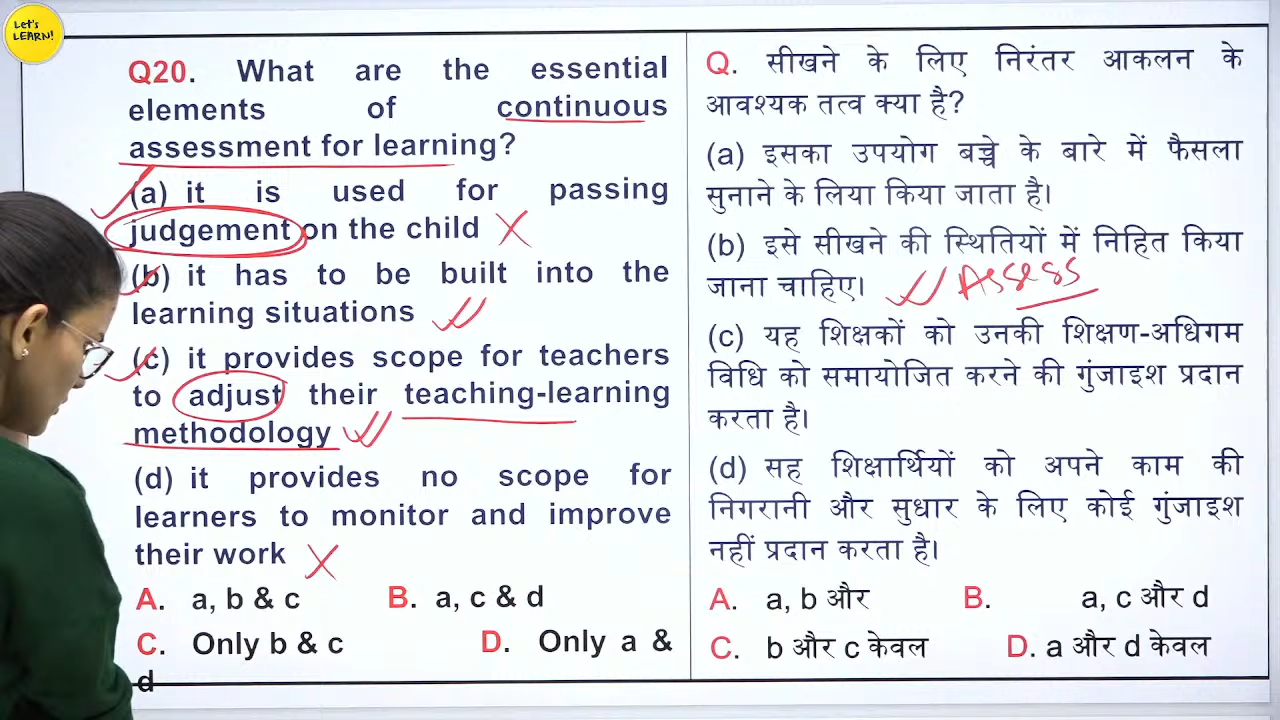 Let's
LEARN!
Q20. What are the essential
elements of continuous
assessment for learning?
(a) it is used for passing
judgement on the child
(b) it has to be built into the
learning situations
(c) it provides scope for teachers
to adjust their teaching-learning
methodology
(d) it provides no scope for
learners to monitor and improve
their work
A. a, b & c B. a, c & d
C. Only b & c D. Only a &
d
Q. सीखने के लिए निरंतर आकलन के
आवश्यक तत्व क्या है?
(a) इसका उपयोग बच्चे के बारे में फैसला
सुनाने के लिया किया जाता है।
(b) इसे सीखने की स्थितियों में निहित किया
जाना चाहिए।
Assess
(c) यह शिक्षकों को उनकी शिक्षण-अधिगम
विधि को समायोजित करने की गुंजाइश प्रदान
करता है।
(d) सह शिक्षार्थियों को अपने काम की
निगरानी और सुधार के लिए कोई गुंजाइश
नहीं प्रदान करता है।
A. a, b और B. a, c और d
C. b और c केवल D. a और d केवल